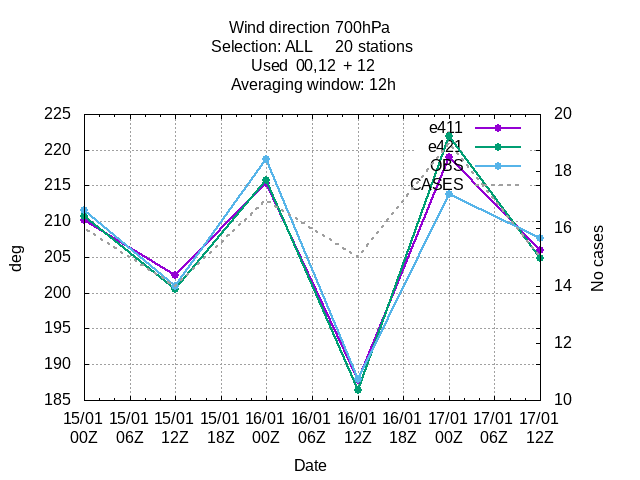 Wind direction 700hPa
Selection: ALL 20 stations
Used 00,12 + 12
Averaging window: 12h
225
220
215
210
205
200
195
190
185
deg
20
18
16
14
12
10
No cases
e411
e421
OBS
CASES
15/01 15/01 15/01 15/01 16/01 16/01 16/01 16/01 17/01 17/01 17/01
00Z 06Z 12Z 18Z 00Z 06Z 12Z 18Z 00Z 06Z 12Z
Date